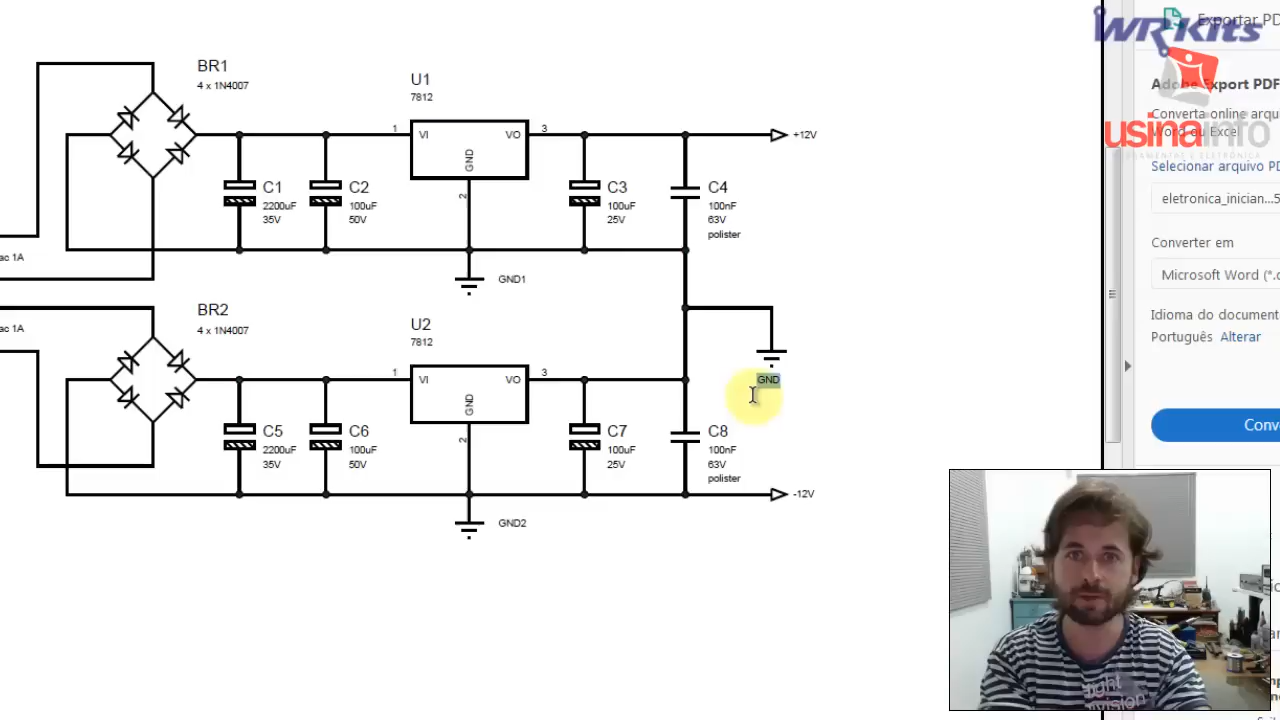 WRKits
Exportar PD
BR1
4 x 1N4007
U1
7812
Adobe Export PDF
Converta online arqu
Word ou Excel
usinainfo
FERRAMENTAS E ELETRÔNICA
1
VI
VO
3
GND
2
+12V
Selecionar arquivo PD
C1
2200uF
35V
C2
100uF
50V
C3
100uF
25V
C4
100nF
63V
polister
eletronica_inician...5
Converter em
ac 1A
GND1
Microsoft Word (*.d
BR2
4 x 1N4007
U2
7812
Idioma do document
Português Alterar
ac 1A
1
VI
VO
3
GND
2
GND
C5
2200uF
35V
C6
100uF
50V
C7
100uF
25V
C8
100nF
63V
polister
Conv
-12V
GND2